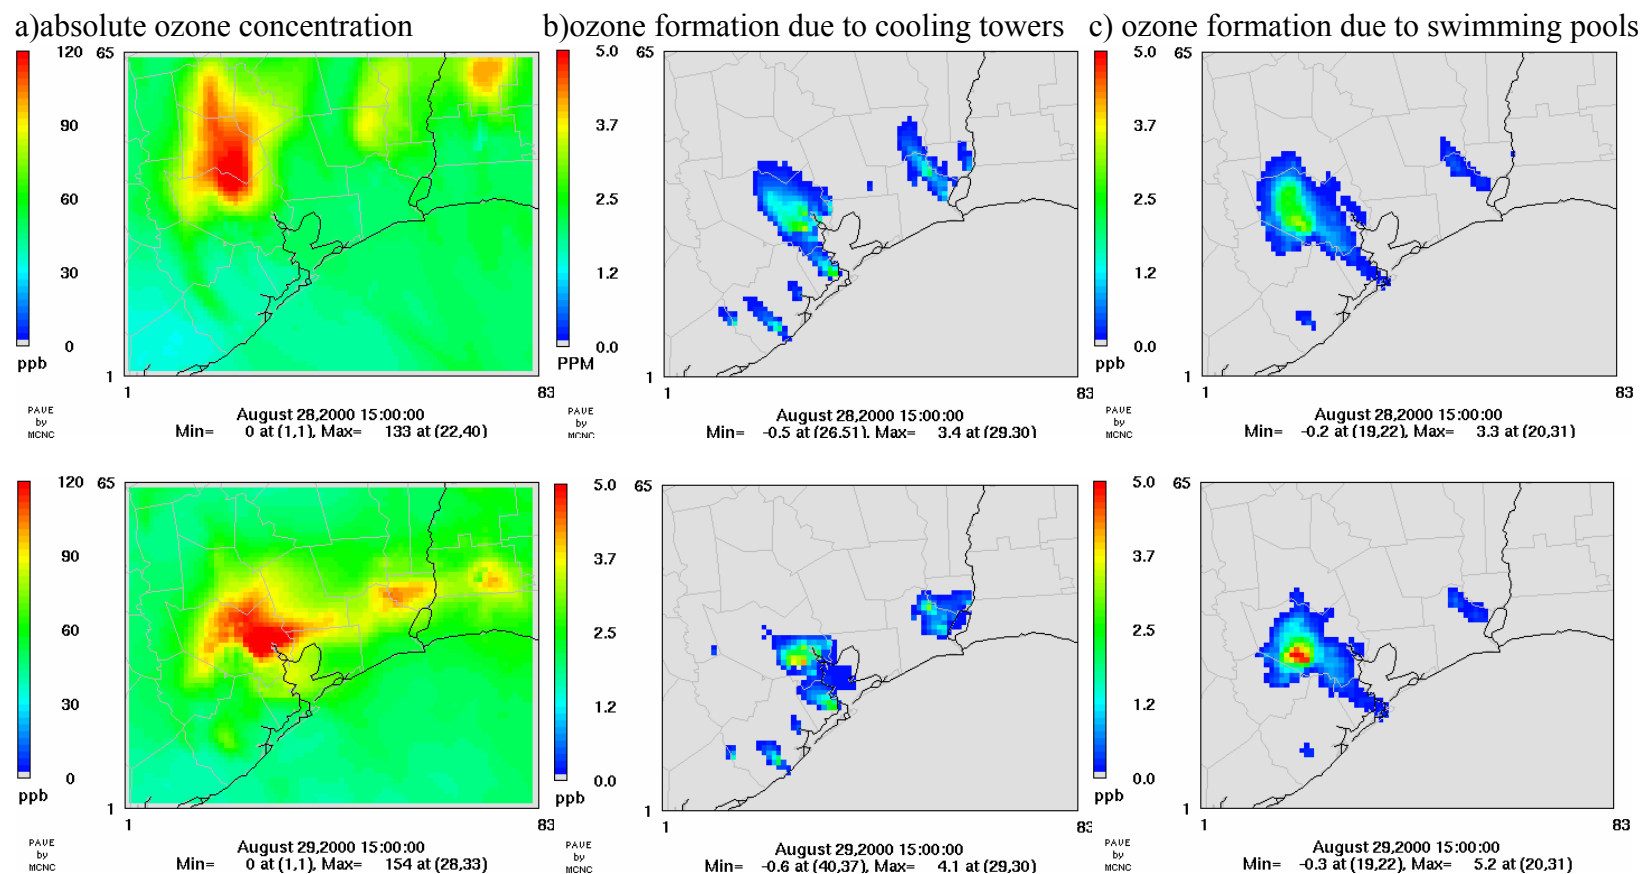 a)absolute ozone concentration
b)ozone formation due to cooling towers
c) ozone formation due to swimming pools
120
90
60
30
0
ppb
65
1
1
83
PAVE
by
MCNC
August 28,2000 15:00:00
Min= 0 at (1,1), Max= 133 at (22,40)
5.0
3.7
2.5
1.2
0.0
PPM
65
1
1
83
PAVE
by
MCNC
August 28,2000 15:00:00
Min= -0.5 at (26,51), Max= 3.4 at (29,30)
5.0
3.7
2.5
1.2
0.0
ppb
65
1
1
83
PAVE
by
MCNC
August 28,2000 15:00:00
Min= -0.2 at (19,22), Max= 3.3 at (20,31)
120
90
60
30
0
ppb
65
1
1
83
PAVE
by
MCNC
August 29,2000 15:00:00
Min= 0 at (1,1), Max= 154 at (28,33)
5.0
3.7
2.5
1.2
0.0
65
1
1
83
PAVE
by
MCNC
August 29,2000 15:00:00
Min= -0.6 at (40,37), Max= 4.1 at (29,30)
5.0
3.7
2.5
1.2
0.0
ppb
65
1
1
83
PAVE
by
MCNC
August 29,2000 15:00:00
Min= -0.3 at (19,22), Max= 5.2 at (20,31)